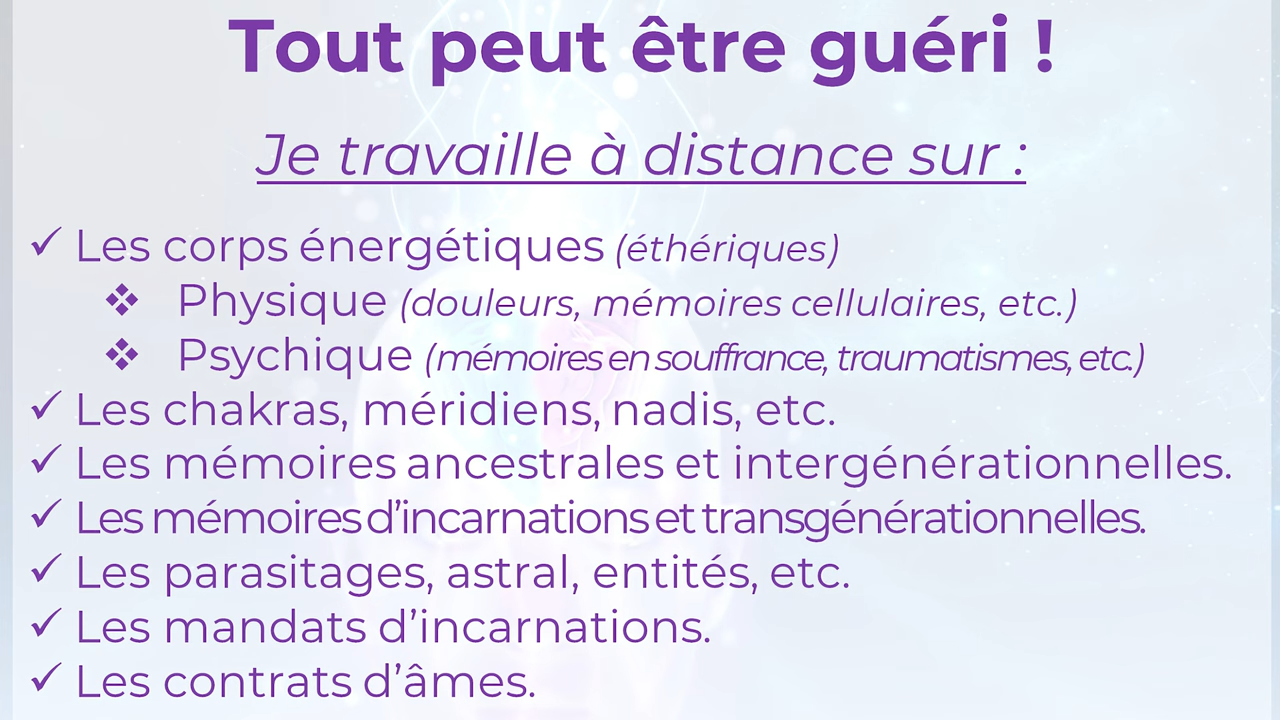 Tout peut être guéri !
Je travaille à distance sur :
✓ Les corps énergétiques (éthériques)
❖ Physique (douleurs, mémoires cellulaires, etc.)
❖ Psychique (mémoires en souffrance, traumatismes, etc.)
✓ Les chakras, méridiens, nadis, etc.
✓ Les mémoires ancestrales et intergénérationnelles.
✓ Les mémoires d’incarnations et transgénérationnelles.
✓ Les parasitages, astral, entités, etc.
✓ Les mandats d’incarnations.
✓ Les contrats d’âmes.